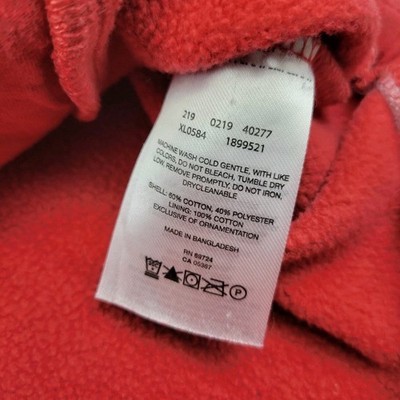 219 0219 40277
XL0584 1899521
MACHINE WASH COLD GENTLE, WITH LIKE
COLORS, DO NOT BLEACH, TUMBLE DRY
LOW, REMOVE PROMPTLY, DO NOT IRON,
DRYCLEANABLE
SHELL: 60% COTTON, 40% POLYESTER
LINING: 100% COTTON
EXCLUSIVE OF ORNAMENTATION
MADE IN BANGLADESH
RN 69724
CA 05367
P